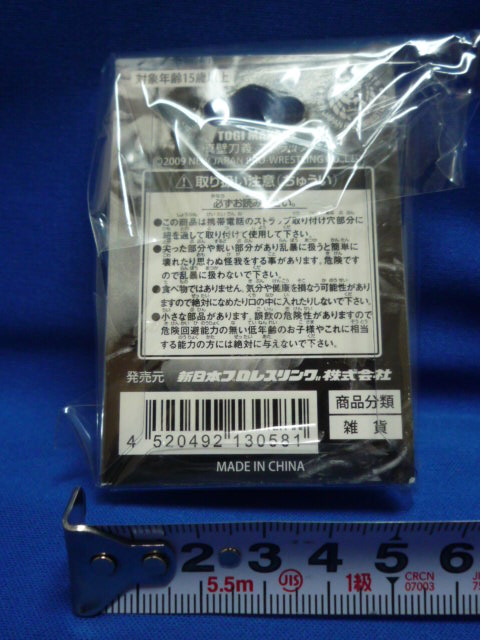 対象年齢15歳以上
TOGI MA
真壁刀義
©2009 NEW JAPAN PRO-WRESTLING CO.,LTD
⚠取り扱い注意(ちゅうい)
必ずお読み下さい。
●この商品は携帯電話のストラップ取り付け穴部分に
紐を通して取り付けて使用して下さい。
●尖った部分や鋭い部分があり乱暴に扱うと簡単に
壊れたり思わぬ怪我をする事があります。危険です
ので乱暴に扱わないで下さい。
●食べ物ではありません。気分や健康を損なう可能性があり
ますので絶対になめたり口の中に入れたりしないで下さい。
●小さな部品があります。誤飲の危険性がありますので
危険回避能力の無い低年齢のお子様やこれに相当
する能力の方には絶対に与えないで下さい。
発売元 新日本プロレスリング株式会社
商品分類
雑貨
4 520492 130581
MADE IN CHINA
2 3 4 5 6
5.5m JIS 1級 CRCN
07003